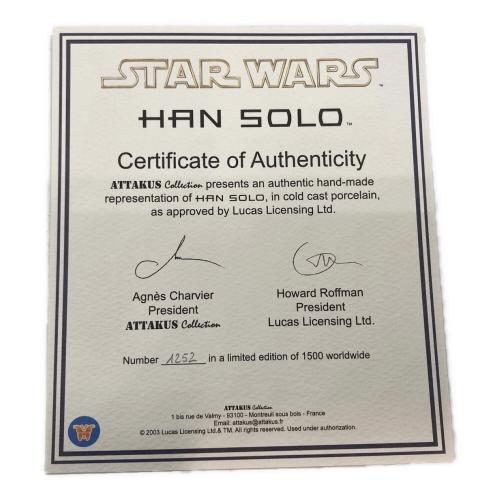 STAR WARS™
HAN SOLO™
Certificate of Authenticity
ATTAKUS Collection presents an authentic hand-made
representation of HAN SOLO, in cold cast porcelain,
as approved by Lucas Licensing Ltd.
Agnès Charvier
President
ATTAKUS Collection
Howard Roffman
President
Lucas Licensing Ltd.
Number 1252 in a limited edition of 1500 worldwide
ATTAKUS Collection
1 bis rue de Valmy - 93100 - Montreuil sous bois - France
Email: attakus@attakus.fr
© 2003 Lucas Licensing Ltd.& TM. All rights reserved. Used under authorization.